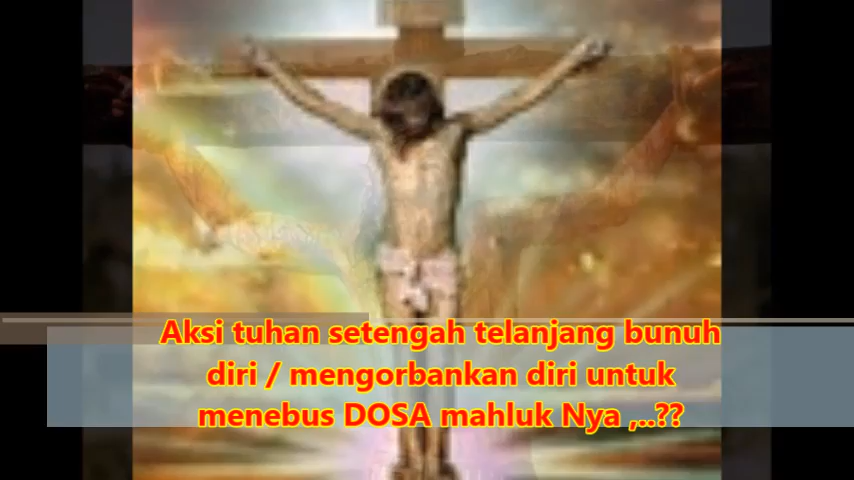 Aksi tuhan setengah telanjang bunuh
diri / mengorbankan diri untuk
menebus DOSA mahluk Nya ,..??